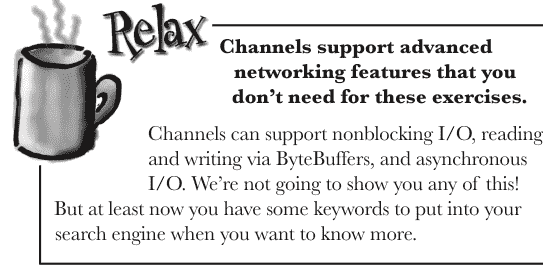 Relax
Channels support advanced
networking features that you
don't need for these exercises.
Channels can support nonblocking I/O, reading
and writing via ByteBuffers, and asynchronous
I/O. We're not going to show you any of this!
But at least now you have some keywords to put into your
search engine when you want to know more.